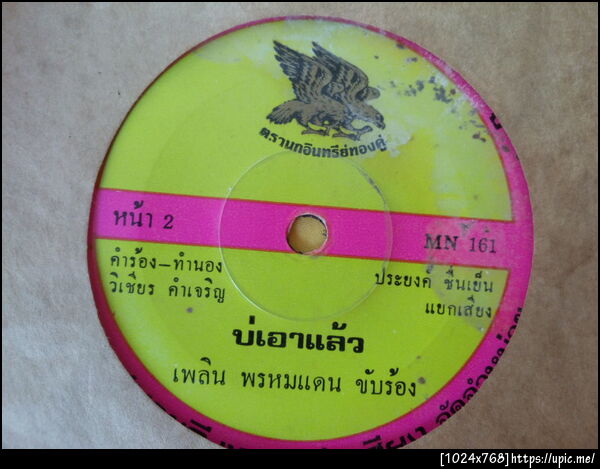 ตรานกอินทรีย์ทองคู่
หน้า 2
MN 161
คำร้อง-ทำนอง
วิเชียร คำเจริญ
ประยงค์ ชื่นเย็น
แยกเสียง
บ่เอาแล้ว
เพลิน พรหมแดน ขับร้อง
[1024x768]https://upic.me/